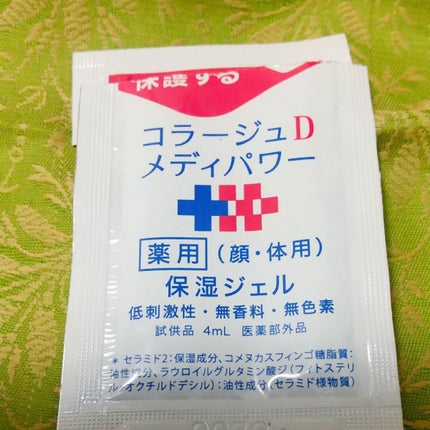 保護する
コラージュD
メディパワー
薬用 (顔・体用)
保湿ジェル
低刺激性・無香料・無色素
試供品 4mL 医薬部外品
＊セラミド2:保湿成分、コメヌカスフィンゴ糖脂質:
油性成分、ラウロイルグルタミン酸ジ(フィトステリ
ル・オクチルドデシル):油性成分(セラミド様物質)